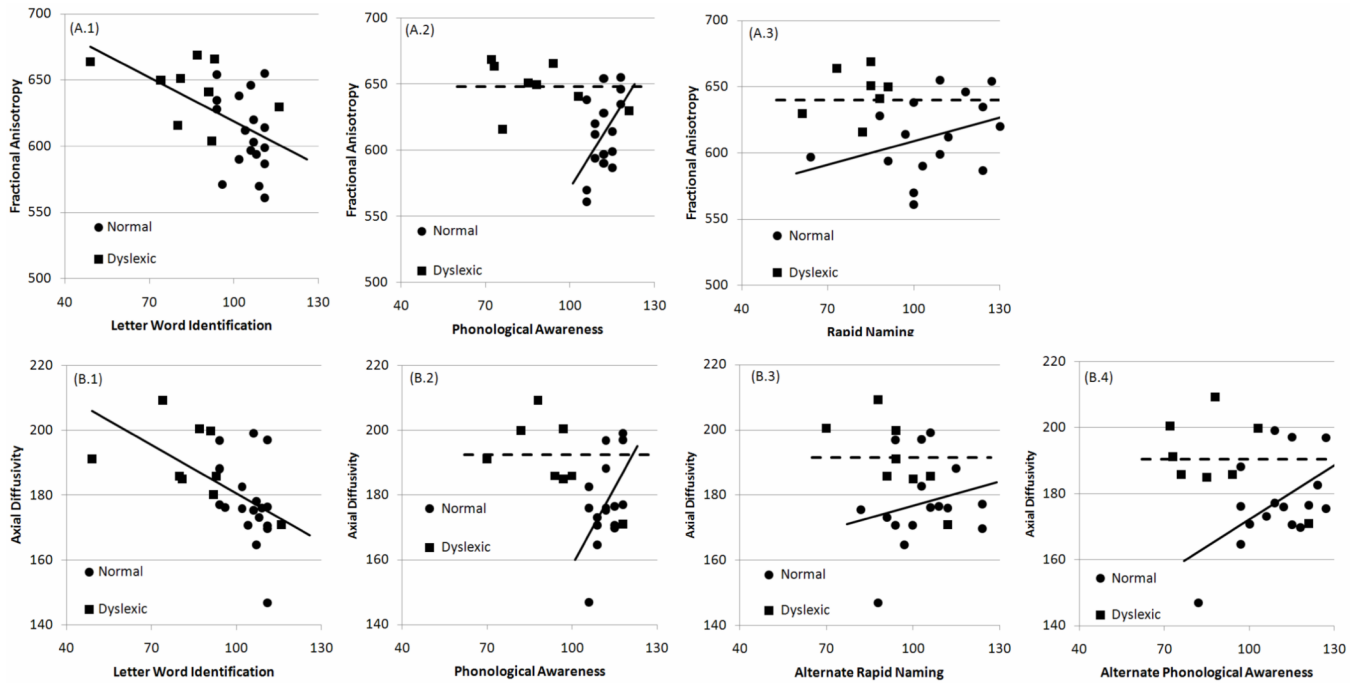 700
(A.1)
650
600
550
500
Normal
Dyslexic
40 70 100 130
Letter Word Identification
Fractional Anisotropy
700
(A.2)
650
600
550
500
Normal
Dyslexic
40 70 100 130
Phonological Awareness
Fractional Anisotropy
700
(A.3)
650
600
550
500
Normal
Dyslexic
40 70 100 130
Rapid Naming
Fractional Anisotropy
220
(B.1)
200
180
160
140
Normal
Dyslexic
40 70 100 130
Letter Word Identification
Axial Diffusivity
220
(B.2)
200
180
160
140
Normal
Dyslexic
40 70 100 130
Phonological Awareness
Axial Diffusivity
220
(B.3)
200
180
160
140
Normal
Dyslexic
40 70 100 130
Alternate Rapid Naming
Axial Diffusivity
220
(B.4)
200
180
160
140
Normal
Dyslexic
40 70 100 130
Alternate Phonological Awareness
Axial Diffusivity